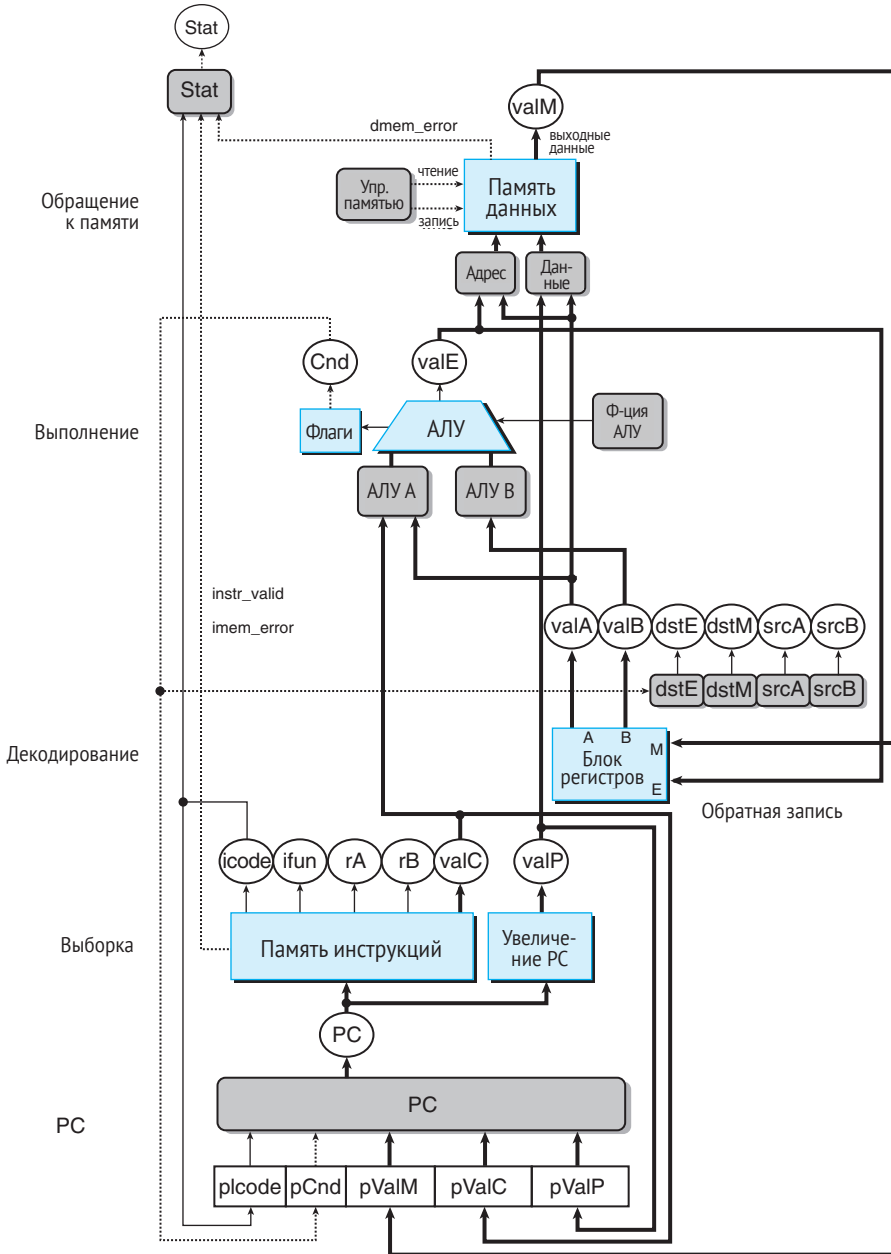 Stat
Stat
valM
dmem_error
выходные
данные
чтение
Упр.
памятью
запись
Память
данных
Обращение
к памяти
Адрес
Дан-
ные
Cnd
valE
Выполнение
Флаги
АЛУ
Ф-ция
АЛУ
АЛУ A
АЛУ B
instr_valid
imem_error
valA
valB
dstE
dstM
srcA
srcB
dstE
dstM
srcA
srcB
Декодирование
A
B
M
E
Блок
регистров
Обратная запись
icode
ifun
rA
rB
valC
valP
Выборка
Память инструкций
Увеличе-
ние PC
PC
PC
PC
pIcode
pCnd
pValM
pValC
pValP